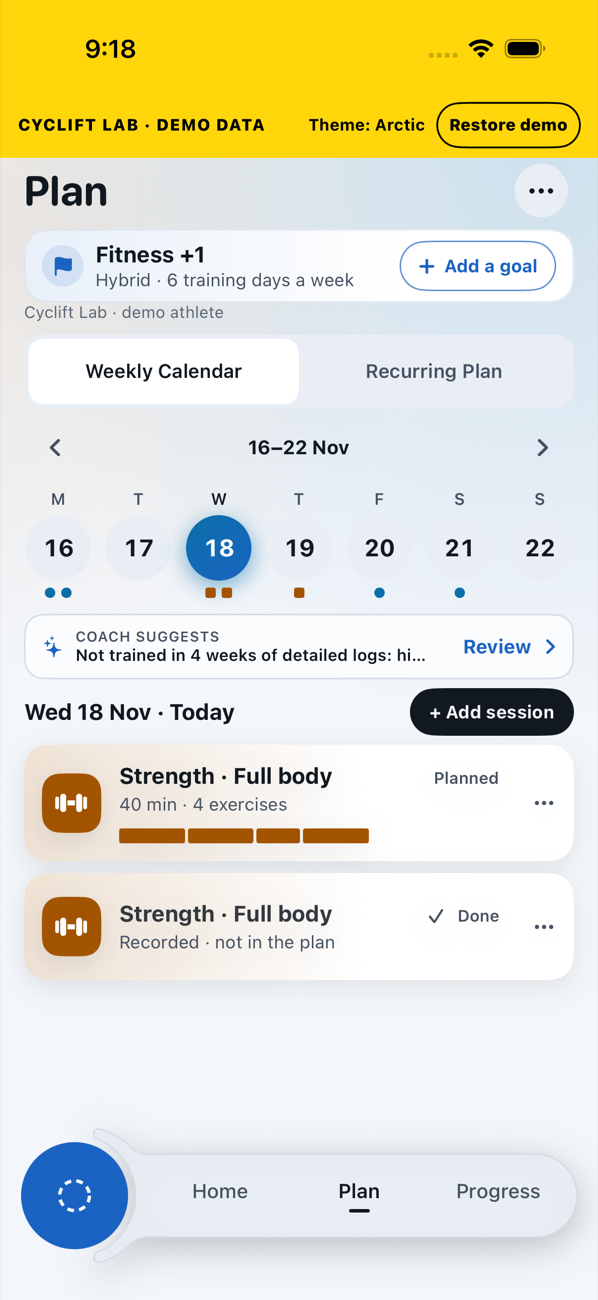 9:18
CYCLIFT LAB · DEMO DATA
Theme: Arctic
Restore demo
Plan
Fitness +1
Hybrid · 6 training days a week
+ Add a goal
Cyclift Lab · demo athlete
Weekly Calendar
Recurring Plan
16–22 Nov
M T W T F S S
16 17 18 19 20 21 22
COACH SUGGESTS
Not trained in 4 weeks of detailed logs: hi...
Review
Wed 18 Nov · Today
+ Add session
Strength · Full body
Planned
40 min · 4 exercises
Strength · Full body
Done
Recorded · not in the plan
Home
Plan
Progress